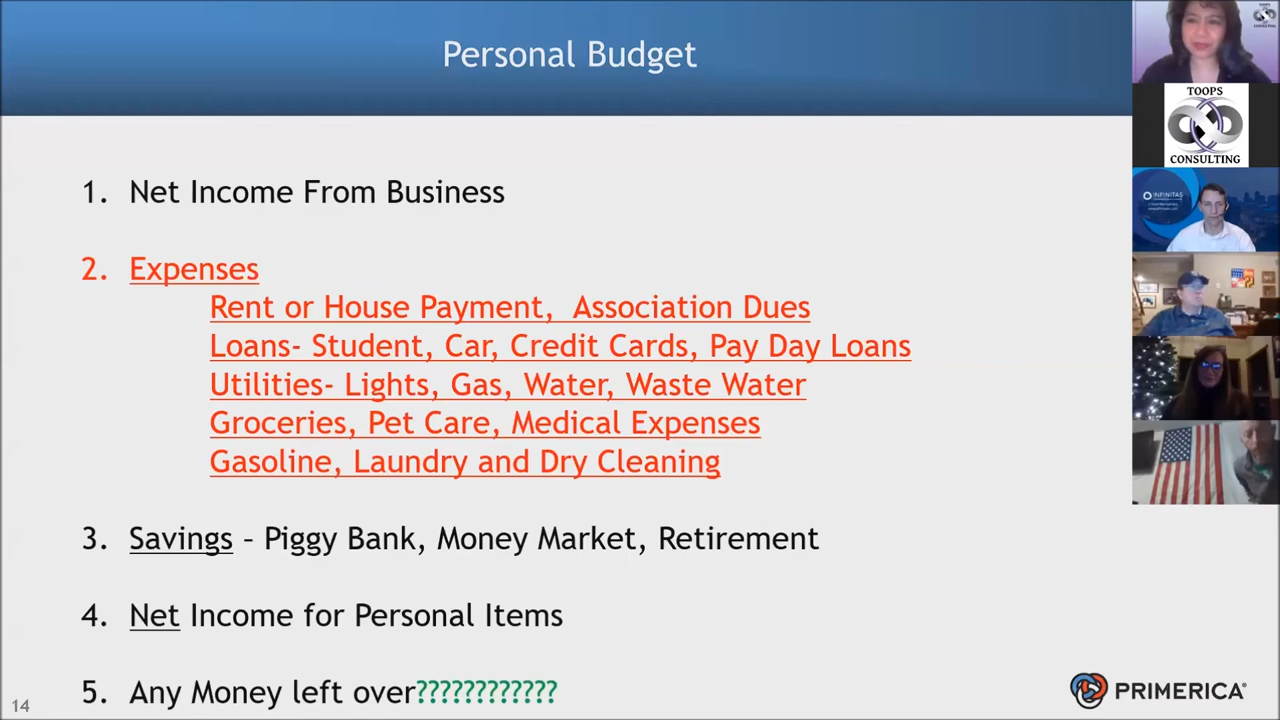 Personal Budget
1. Net Income From Business
2. Expenses
Rent or House Payment, Association Dues
Loans- Student, Car, Credit Cards, Pay Day Loans
Utilities- Lights, Gas, Water, Waste Water
Groceries, Pet Care, Medical Expenses
Gasoline, Laundry and Dry Cleaning
3. Savings – Piggy Bank, Money Market, Retirement
4. Net Income for Personal Items
5. Any Money left over????????????
14
PRIMERICA
TOOPS
CONSULTING
INFINITAS